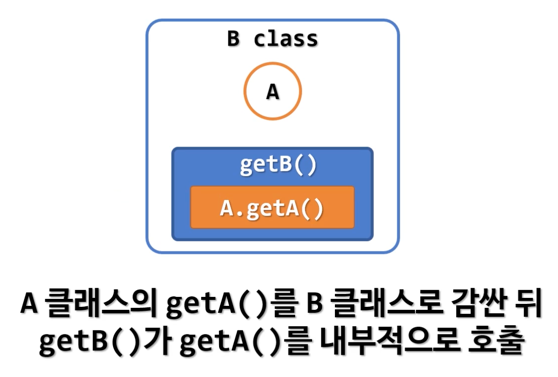 B class
A
getB()
A.getA()
A 클래스의 getA()를 B 클래스로 감싼 뒤
getB()가 getA()를 내부적으로 호출